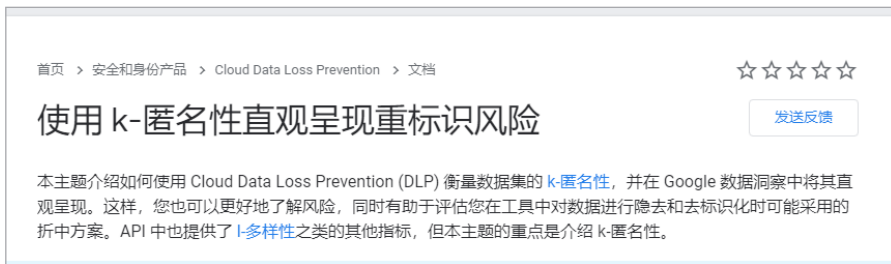 首页 > 安全和身份产品 > Cloud Data Loss Prevention > 文档
使用 k-匿名性直观呈现重标识风险
发送反馈
本主题介绍如何使用 Cloud Data Loss Prevention (DLP) 衡量数据集的 k-匿名性，并在 Google 数据洞察中将其直
观呈现。这样，您也可以更好地了解风险，同时有助于评估您在工具中对数据进行隐去和去标识化时可能采用的
折中方案。API 中也提供了 l-多样性之类的其他指标，但本主题的重点是介绍 k-匿名性。